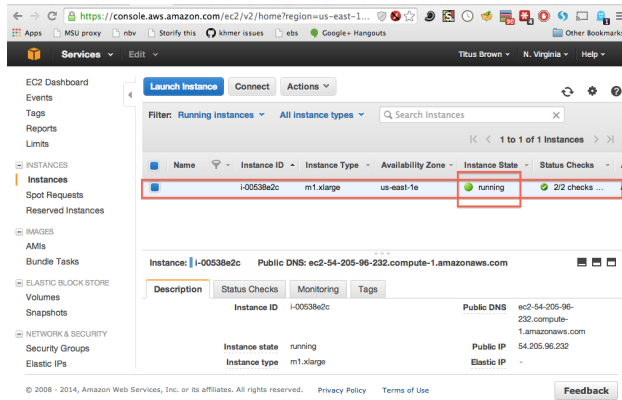 https://console.aws.amazon.com/ec2/v2/home?region=us-east-1...
Apps MSU proxy nbv Storify this khmer issues ebs Google+ Hangouts Other Bookmarks
Services Edit Titus Brown N. Virginia Help
EC2 Dashboard
Events
Tags
Reports
Limits
INSTANCES
Instances
Spot Requests
Reserved Instances
IMAGES
AMIs
Bundle Tasks
ELASTIC BLOCK STORE
Volumes
Snapshots
NETWORK & SECURITY
Security Groups
Elastic IPs
Launch Instance Connect Actions
Filter: Running instances All instance types Search Instances
1 to 1 of 1 Instances
Name Instance ID Instance Type Availability Zone Instance State Status Checks
i-00538e2c m1.xlarge us-east-1e running 2/2 checks ...
Instance: i-00538e2c Public DNS: ec2-54-205-96-232.compute-1.amazonaws.com
Description Status Checks Monitoring Tags
Instance ID i-00538e2c
Public DNS ec2-54-205-96-
232.compute-
1.amazonaws.com
Instance state running
Public IP 54.205.96.232
Instance type m1.xlarge
Elastic IP -
© 2008 - 2014, Amazon Web Services, Inc. or its affiliates. All rights reserved. Privacy Policy Terms of Use Feedback